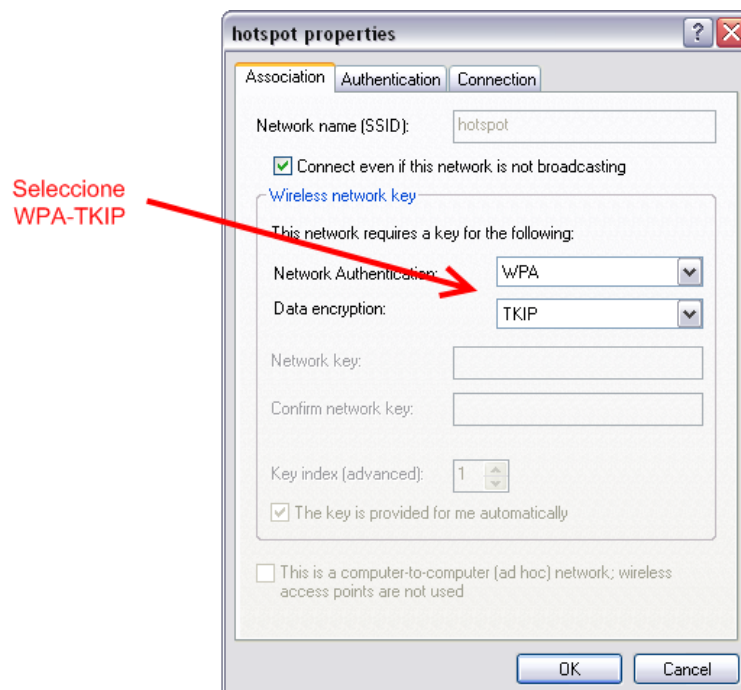 hotspot properties
Association
Authentication
Connection
Network name (SSID):
hotspot
Connect even if this network is not broadcasting
Seleccione
WPA-TKIP
Wireless network key
This network requires a key for the following:
Network Authentication:
WPA
Data encryption:
TKIP
Network key:
Confirm network key:
Key index (advanced):
1
The key is provided for me automatically
This is a computer-to-computer (ad hoc) network; wireless
access points are not used
OK
Cancel